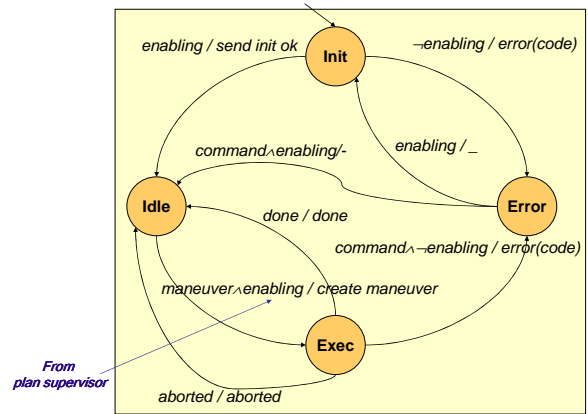 enabling / send init ok
Init
¬enabling / error(code)
enabling / _
command∧enabling/-
Idle
Error
done / done
command∧¬enabling / error(code)
maneuver∧enabling / create maneuver
Exec
From
plan supervisor
aborted / aborted